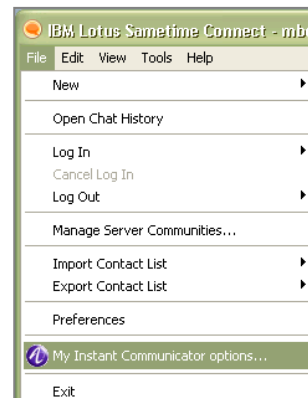 IBM Lotus Sametime Connect - mb
File Edit View Tools Help
New
Open Chat History
Log In
Cancel Log In
Log Out
Manage Server Communities...
Import Contact List
Export Contact List
Preferences
My Instant Communicator options...
Exit